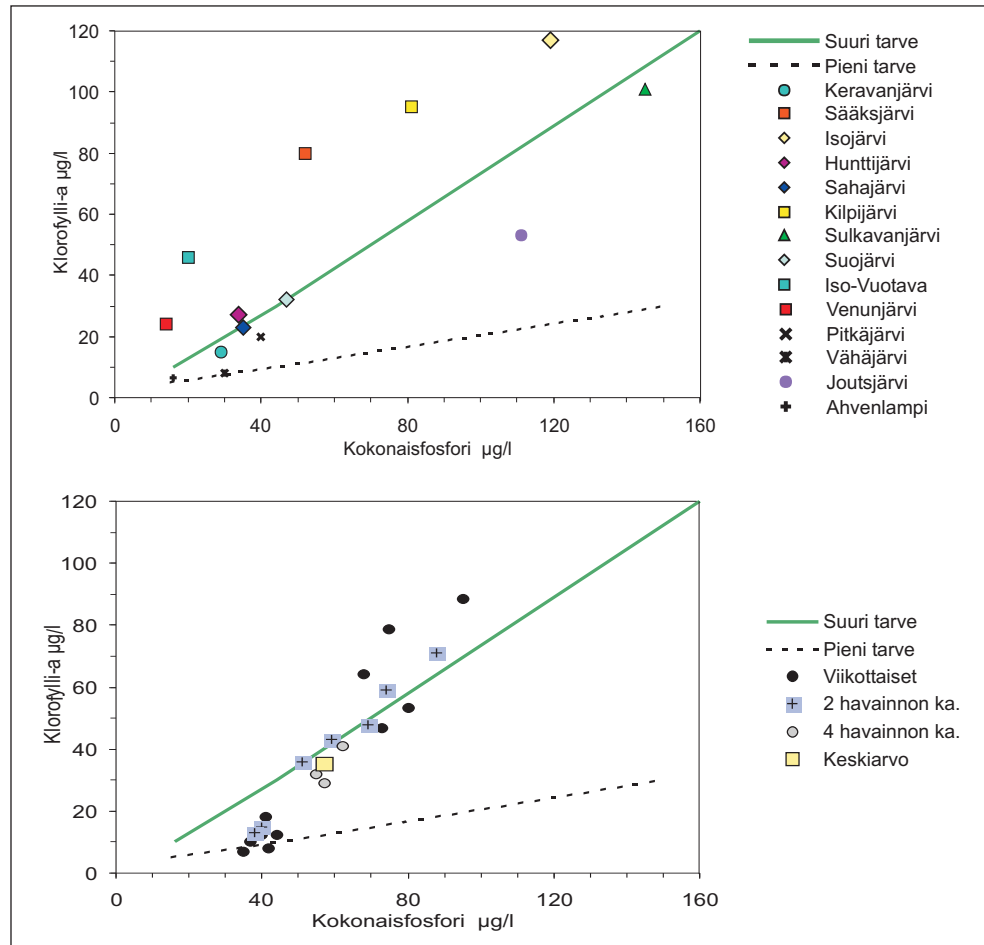 120
100
80
60
40
20
0
Klorofylli-a µg/l
0
40
80
120
160
Kokonaisfosfori µg/l
Suuri tarve
Pieni tarve
Keravanjärvi
Sääksjärvi
Isojärvi
Hunttijärvi
Sahajärvi
Kilpijärvi
Sulkavanjärvi
Suojärvi
Iso-Vuotava
Venunjärvi
Pitkäjärvi
Vähäjärvi
Joutsjärvi
Ahvenlampi
120
100
80
60
40
20
0
Klorofylli-a µg/l
0
40
80
120
160
Kokonaisfosfori µg/l
Suuri tarve
Pieni tarve
Viikottaiset
2 havainnon ka.
4 havainnon ka.
Keskiarvo